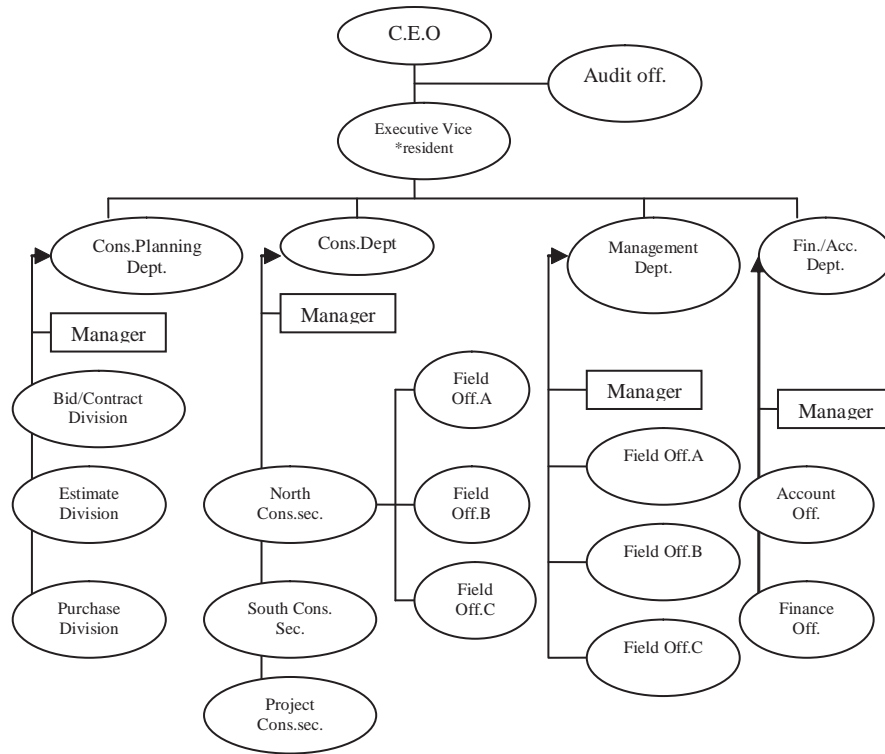 C.E.O
Audit off.
Executive Vice
*resident
Cons.Planning
Dept.
Cons.Dept
Management
Dept.
Fin./Acc.
Dept.
Manager
Manager
Manager
Manager
Bid/Contract
Division
Estimate
Division
Purchase
Division
North
Cons.sec.
South Cons.
Sec.
Project
Cons.sec.
Field
Off.A
Field
Off.B
Field
Off.C
Field Off.A
Field Off.B
Field Off.C
Account
Off.
Finance
Off.